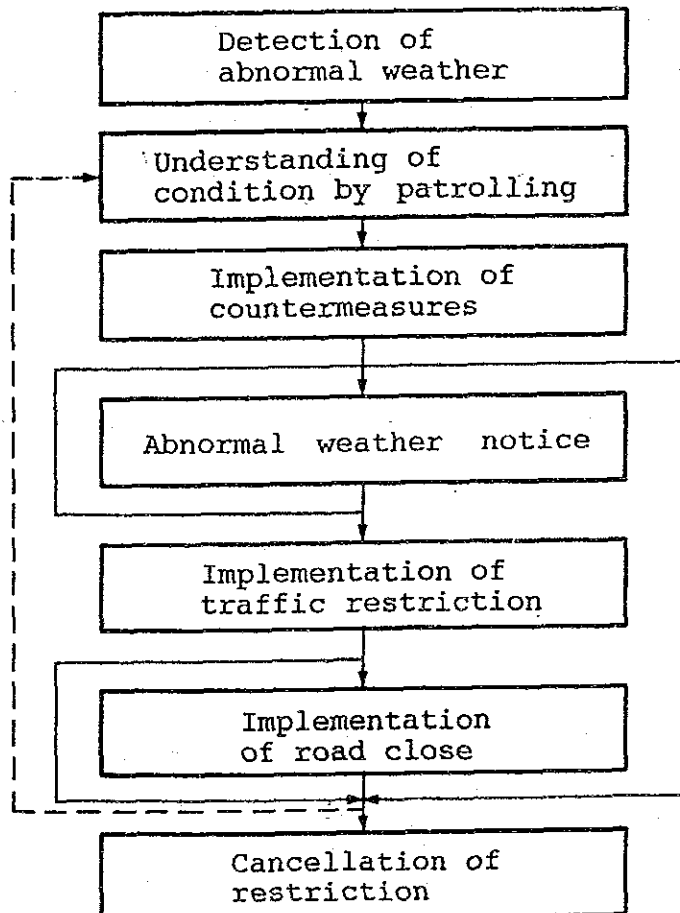 Detection of
abnormal weather
Understanding of
condition by patrolling
Implementation of
countermeasures
Abnormal weather notice
Implementation of
traffic restriction
Implementation
of road close
Cancellation of
restriction